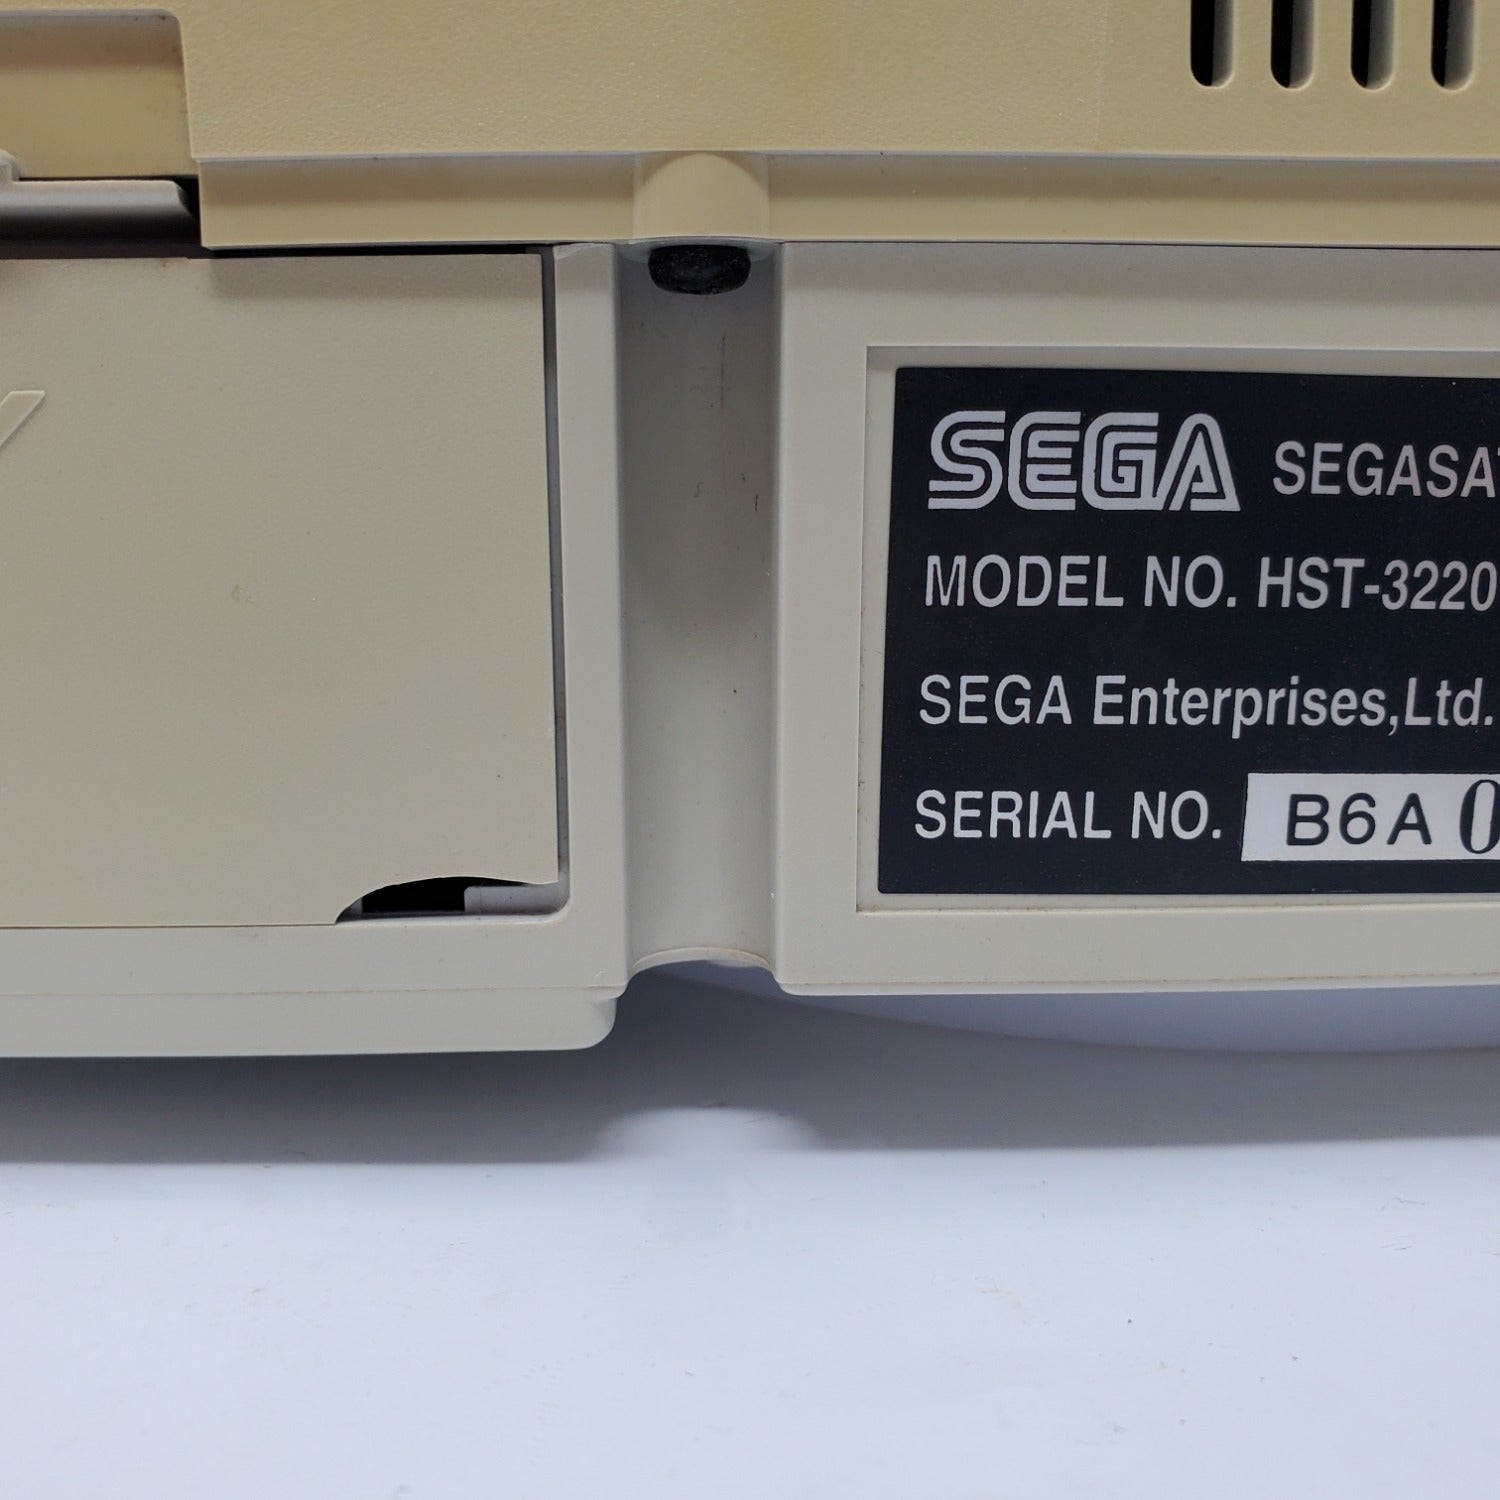 SEGA SEGASAT
MODEL NO. HST-3220
SEGA Enterprises,Ltd.
SERIAL NO. B6A 0
Y